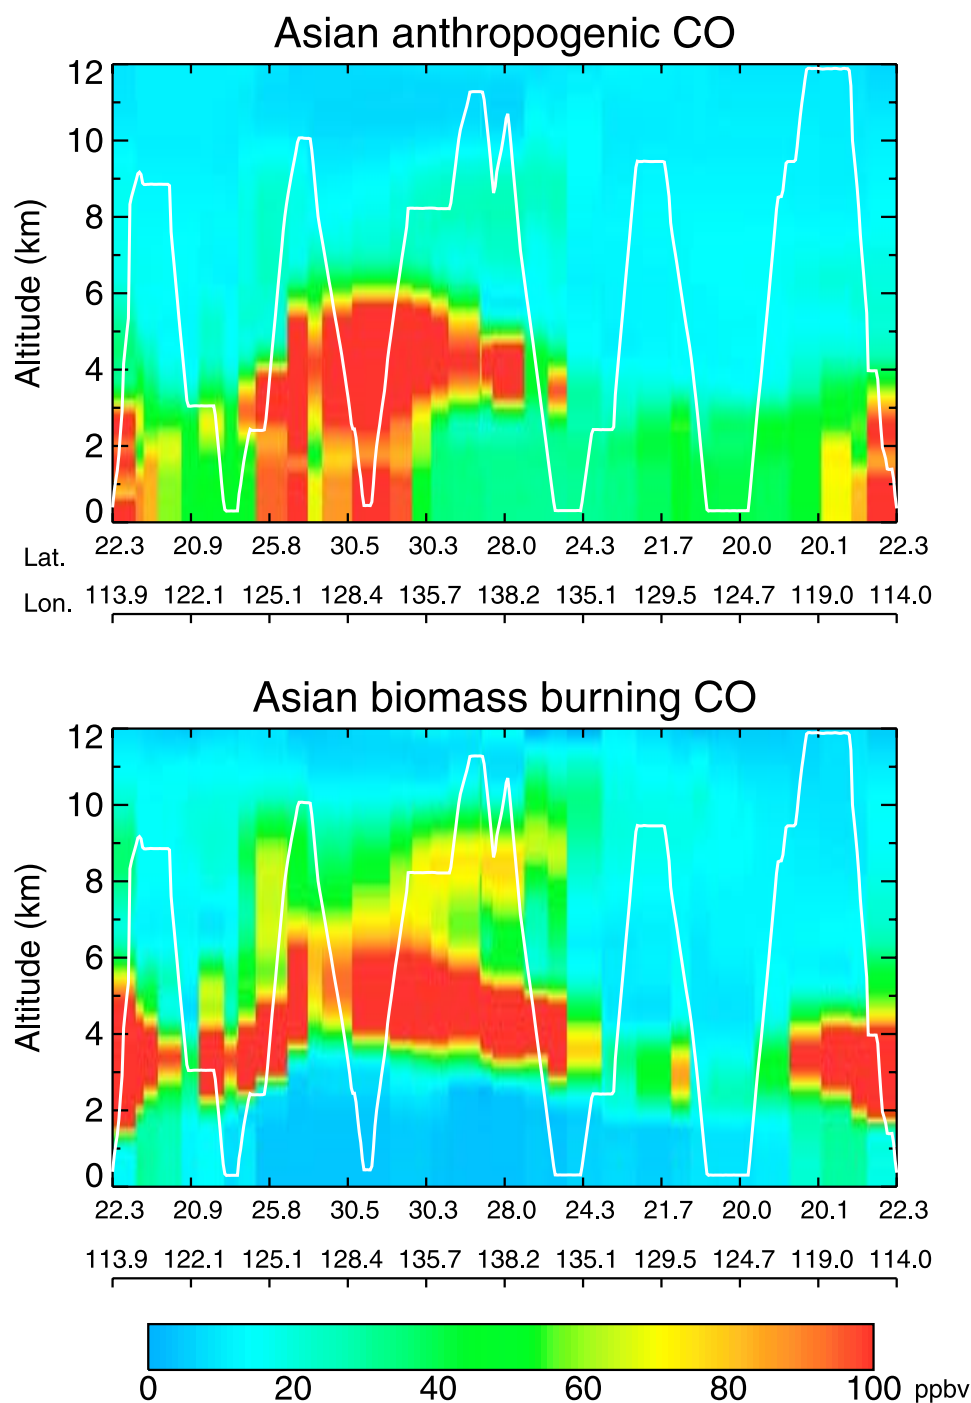 Asian anthropogenic CO
12
10
8
6
4
2
0
Altitude (km)
22.3 20.9 25.8 30.5 30.3 28.0 24.3 21.7 20.0 20.1 22.3
Lat.
Lon. 113.9 122.1 125.1 128.4 135.7 138.2 135.1 129.5 124.7 119.0 114.0
Asian biomass burning CO
12
10
8
6
4
2
0
Altitude (km)
22.3 20.9 25.8 30.5 30.3 28.0 24.3 21.7 20.0 20.1 22.3
113.9 122.1 125.1 128.4 135.7 138.2 135.1 129.5 124.7 119.0 114.0
0 20 40 60 80 100 ppbv